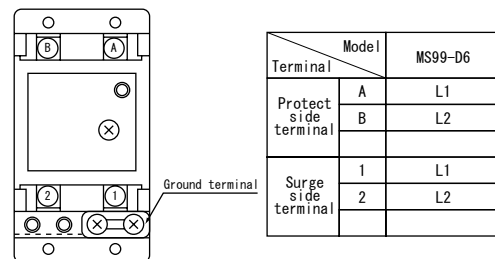 B A
2 1
Ground terminal
Model
Terminal
MS99-D6
Protect
side
terminal
A L1
B L2
Surge
side
terminal
1 L1
2 L2